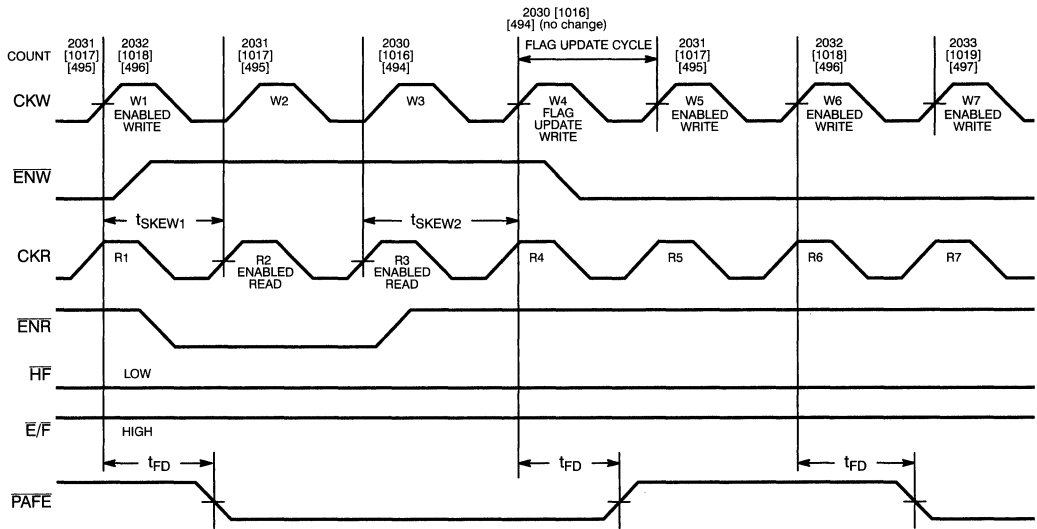 2030 [1016]
[494] (no change)
COUNT
2031
[1017]
[495]
2032
[1018]
[496]
2031
[1017]
[495]
2030
[1016]
[494]
FLAG UPDATE CYCLE
2031
[1017]
[495]
2032
[1018]
[496]
2033
[1019]
[497]
CKW
W1
ENABLED
WRITE
W2
W3
W4
FLAG
UPDATE
WRITE
W5
ENABLED
WRITE
W6
ENABLED
WRITE
W7
ENABLED
WRITE
ENW
tSKEW1
tSKEW2
CKR
R1
R2
ENABLED
READ
R3
ENABLED
READ
R4
R5
R6
R7
ENR
HF
LOW
E/F
HIGH
tFD
tFD
tFD
PAFE